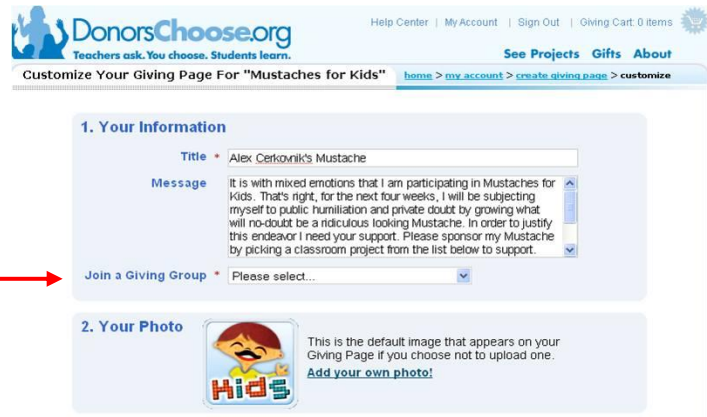 DonorsChoose.org
Help Center | My Account | Sign Out | Giving Cart: 0 items
Teachers ask. You choose. Students learn.
See Projects Gifts About
Customize Your Giving Page For "Mustaches for Kids"
home > my account > create giving page > customize
1. Your Information
Title * Alex Cerkovnik's Mustache
Message
It is with mixed emotions that I am participating in Mustaches for
Kids. That's right, for the next four weeks, I will be subjecting
myself to public humiliation and private doubt by growing what
will no-doubt be a ridiculous looking Mustache. In order to justify
this endeavor I need your support. Please sponsor my Mustache
by picking a classroom project from the list below to support.
Join a Giving Group * Please select...
2. Your Photo
Kids
This is the default image that appears on your
Giving Page if you choose not to upload one.
Add your own photo!